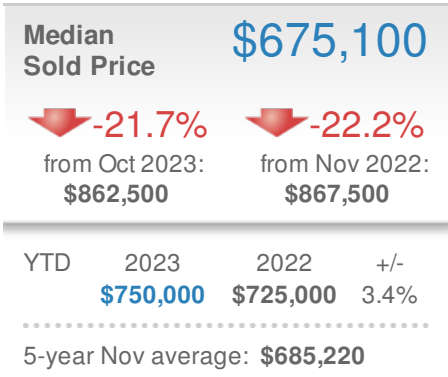 Median
Sold Price
$675,100
-21.7%
from Oct 2023:
$862,500
-22.2%
from Nov 2022:
$867,500
YTD 2023 2022 +/-
$750,000 $725,000 3.4%
5-year Nov average: $685,220